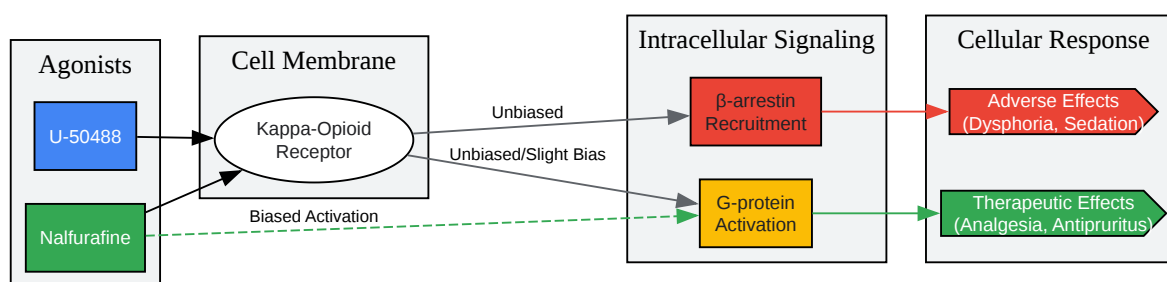 Agonists
U-50488
Nalfurafine
Cell Membrane
Kappa-Opioid
Receptor
Unbiased
Unbiased/Slight Bias
Biased Activation
Intracellular Signaling
β-arrestin
Recruitment
G-protein
Activation
Cellular Response
Adverse Effects
(Dysphoria, Sedation)
Therapeutic Effects
(Analgesia, Antipruritus)